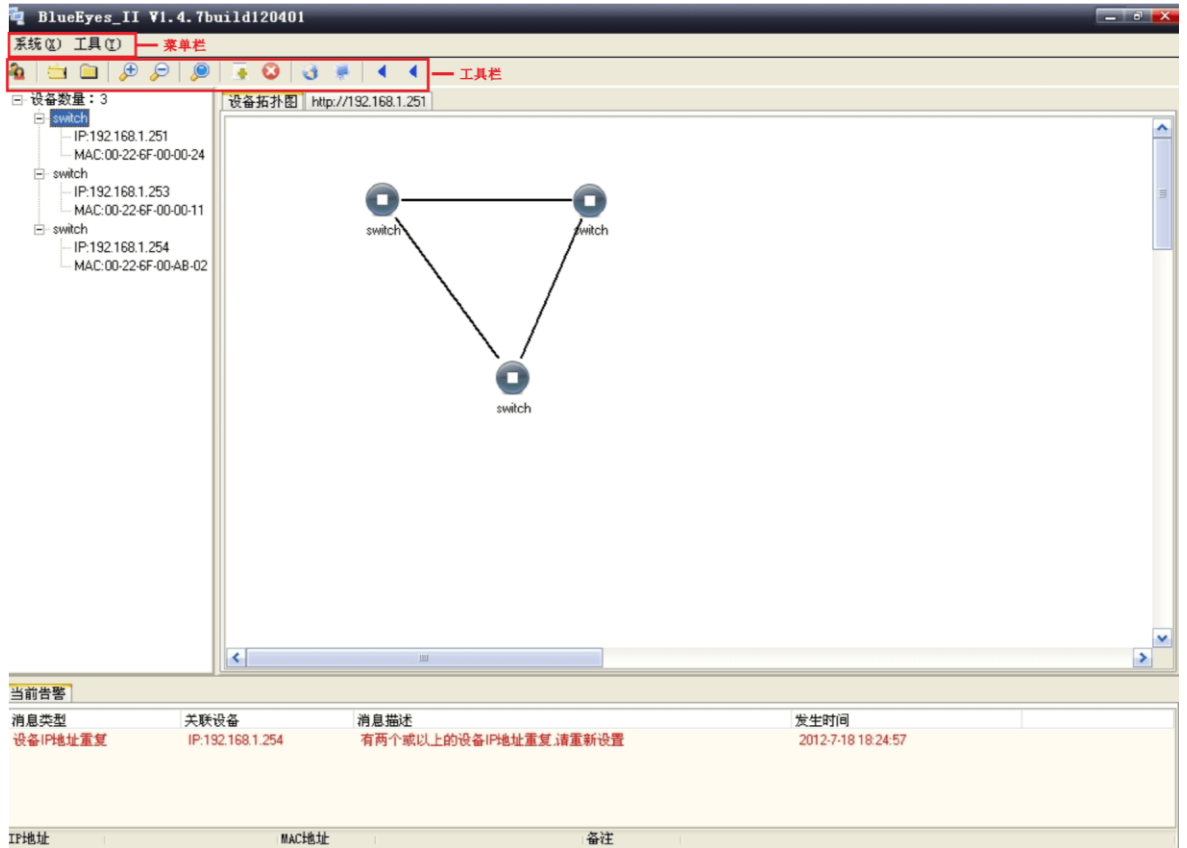 BlueEyes_II V1.4.7build120401
系统(X) 工具(T) 菜单栏
工具栏
设备数量：3
switch
IP:192.168.1.251
MAC:00-22-6F-00-00-24
switch
IP:192.168.1.253
MAC:00-22-6F-00-00-11
switch
IP:192.168.1.254
MAC:00-22-6F-00-AB-02
设备拓扑图 http://192.168.1.251
switch switch
switch
当前告警
消息类型 关联设备 消息描述 发生时间
设备IP地址重复 IP:192.168.1.254 有两个或以上的设备IP地址重复,请重新设置 2012-7-18 18:24:57
IP地址 MAC地址 备注